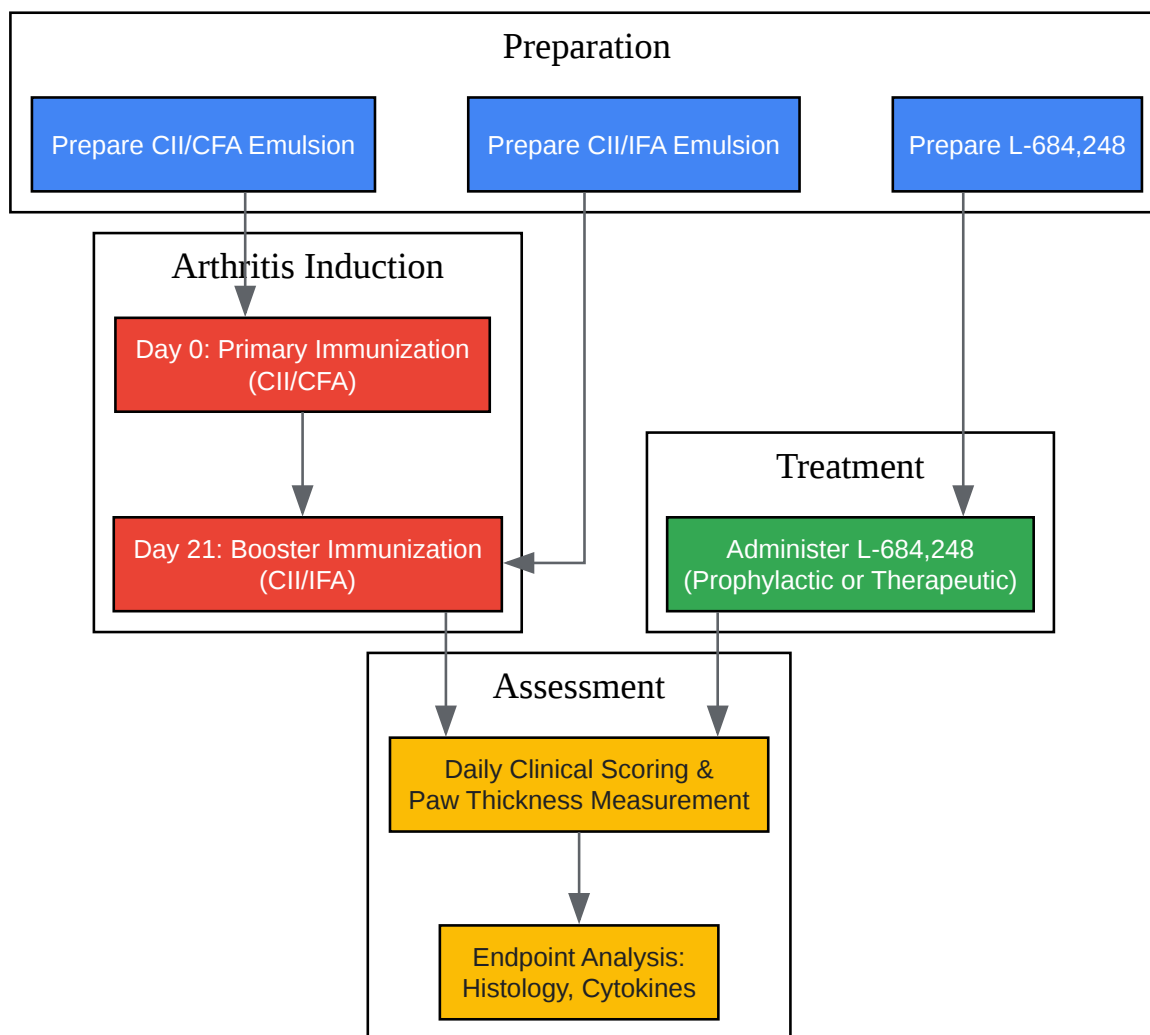 Preparation
Prepare CII/CFA Emulsion
Prepare CII/IFA Emulsion
Prepare L-684,248
Arthritis Induction
Day 0: Primary Immunization
(CII/CFA)
Day 21: Booster Immunization
(CII/IFA)
Treatment
Administer L-684,248
(Prophylactic or Therapeutic)
Assessment
Daily Clinical Scoring &
Paw Thickness Measurement
Endpoint Analysis:
Histology, Cytokines